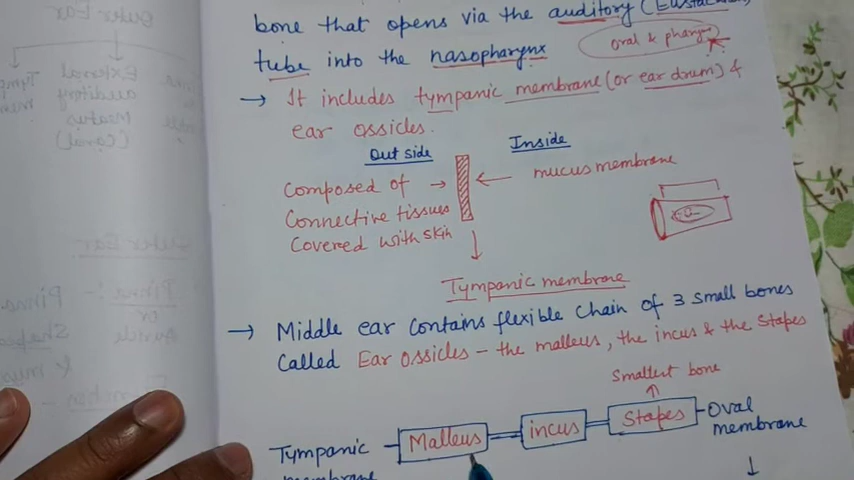 bone that opens via the auditory (Eustachian
tube into the nasopharynx
oral & pharynx
→ It includes tympanic membrane (or ear drum) &
ear ossicles.
Out side
Inside
Composed of →
← mucus membrane
Connective tissues
Covered with skin
Tympanic membrane
→ Middle ear contains flexible chain of 3 small bones
Called Ear ossicles - the malleus, the incus & the stapes
Smallest bone
Tympanic
membrane
Malleus
incus
Stapes
Oval
membrane